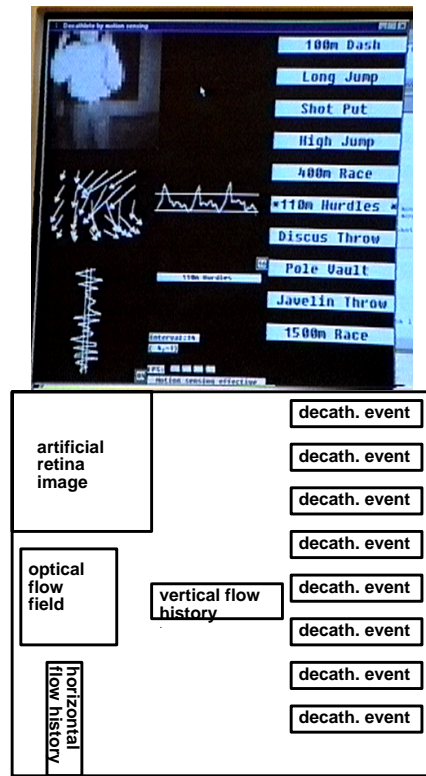 Decathlete by motion sensing
100m Dash
Long Jump
Shot Put
High Jump
400m Race
*110m Hurdles *
Discus Throw
Pole Vault
Javelin Throw
1500m Race
110m Hurdles
Motion sensing effective
artificial
retina
image
optical
flow
field
vertical flow
history
horizontal
flow history
decath. event
decath. event
decath. event
decath. event
decath. event
decath. event
decath. event
decath. event